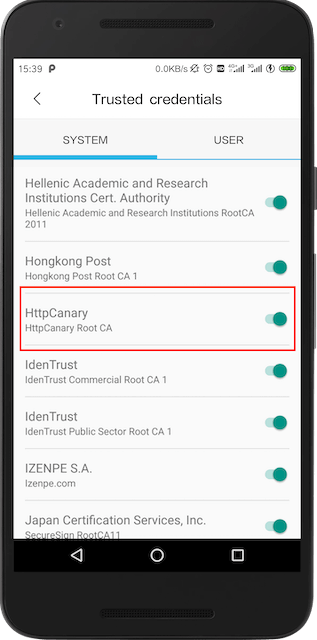 15:39 0.0KB/s
Trusted credentials
SYSTEM USER
Hellenic Academic and Research
Institutions Cert. Authority
Hellenic Academic and Research Institutions RootCA
2011
Hongkong Post
Hongkong Post Root CA 1
HttpCanary
HttpCanary Root CA
IdenTrust
IdenTrust Commercial Root CA 1
IdenTrust
IdenTrust Public Sector Root CA 1
IZENPE S.A.
Izenpe.com
Japan Certification Services, Inc.
SecureSign RootCA11